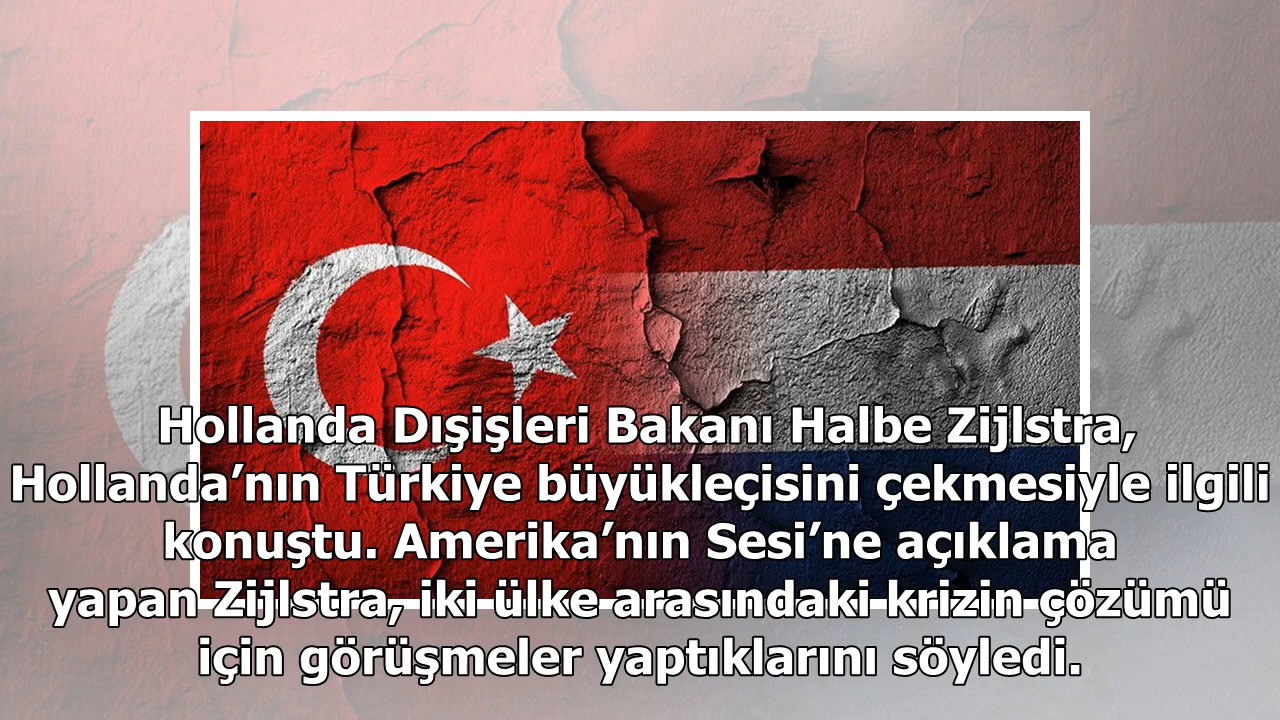 Hollanda Dışişleri Bakanı Halbe Zijlstra,
Hollanda’nın Türkiye büyükleçisini çekmesiyle ilgili
konuştu. Amerika’nın Sesi’ne açıklama
yapan Zijlstra, iki ülke arasındaki krizin çözümü
için görüşmeler yaptıklarını söyledi.